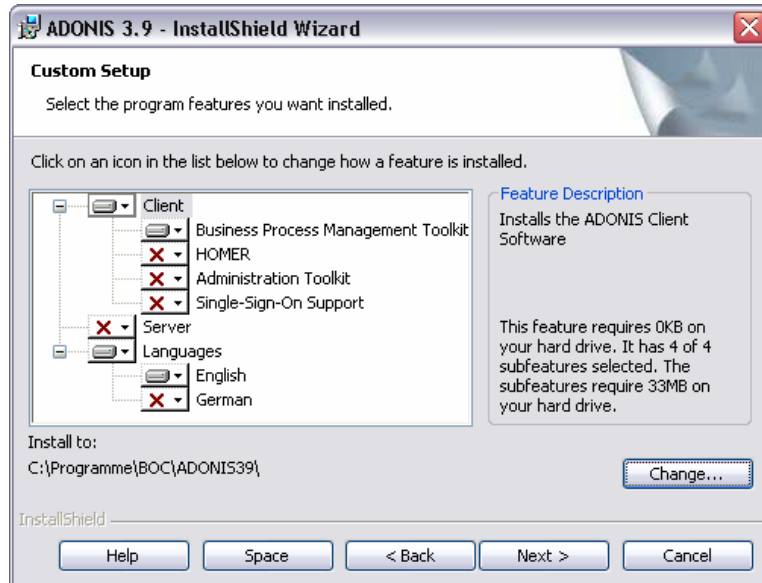 ADONIS 3.9 - InstallShield Wizard
Custom Setup
Select the program features you want installed.
Click on an icon in the list below to change how a feature is installed.
Client
Business Process Management Toolkit
HOMER
Administration Toolkit
Single-Sign-On Support
Server
Languages
English
German
Feature Description
Installs the ADONIS Client
Software
This feature requires 0KB on
your hard drive. It has 4 of 4
subfeatures selected. The
subfeatures require 33MB on
your hard drive.
Install to:
C:\Programme\BOC\ADONIS39\
Change...
InstallShield
Help
Space
< Back
Next >
Cancel